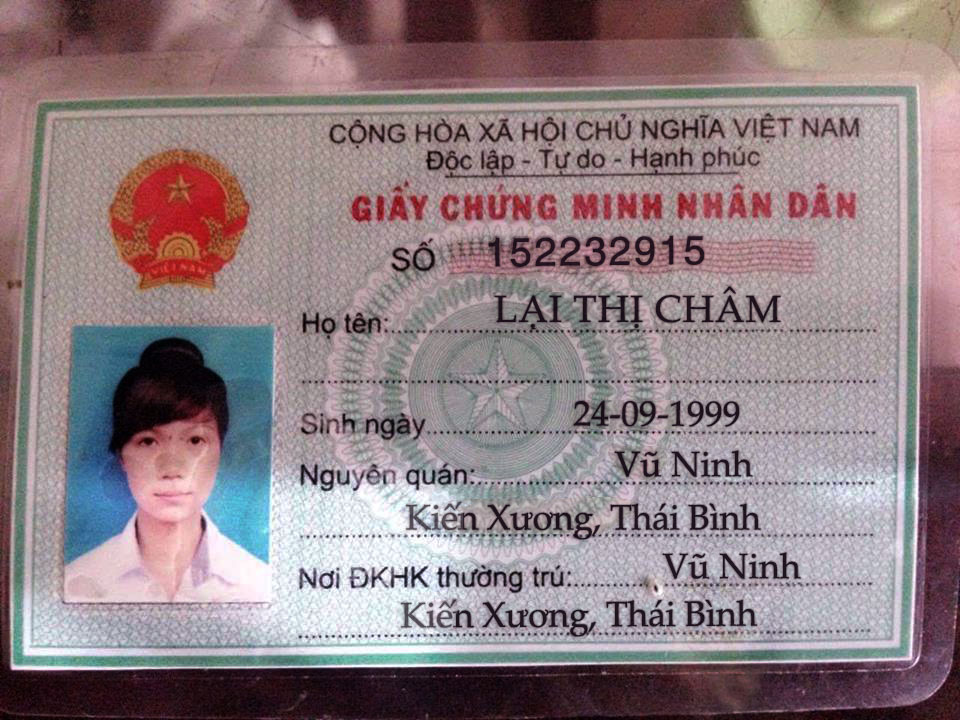 CỘNG HÒA XÃ HỘI CHỦ NGHĨA VIỆT NAM
Độc lập - Tự do - Hạnh phúc
GIẤY CHỨNG MINH NHÂN DÂN
SỐ 152232915
VIỆT NAM
Họ tên: LẠI THỊ CHÂM
Sinh ngày 24-09-1999
Nguyên quán: Vũ Ninh
Kiến Xương, Thái Bình
Nơi ĐKHK thường trú: Vũ Ninh
Kiến Xương, Thái Bình